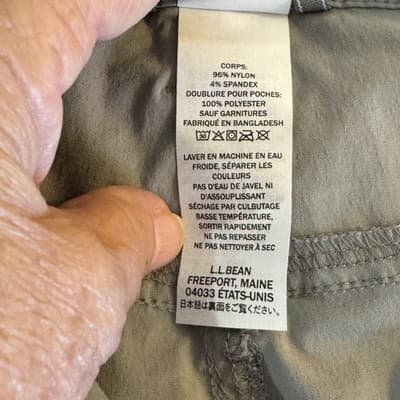 CORPS:
96% NYLON
4% SPANDEX
DOUBLURE POUR POCHES:
100% POLYESTER
SAUF GARNITURES
FABRIQUÉ EN BANGLADESH
LAVER EN MACHINE EN EAU
FROIDE, SÉPARER LES
COULEURS
PAS D'EAU DE JAVEL NI
D'ASSOUPLISSANT
SÉCHAGE PAR CULBUTAGE
BASSE TEMPÉRATURE,
SORTIR RAPIDEMENT
NE PAS REPASSER
NE PAS NETTOYER À SEC
L.L.BEAN
FREEPORT, MAINE
04033 ÉTATS-UNIS
日本語は裏面をご覧ください。